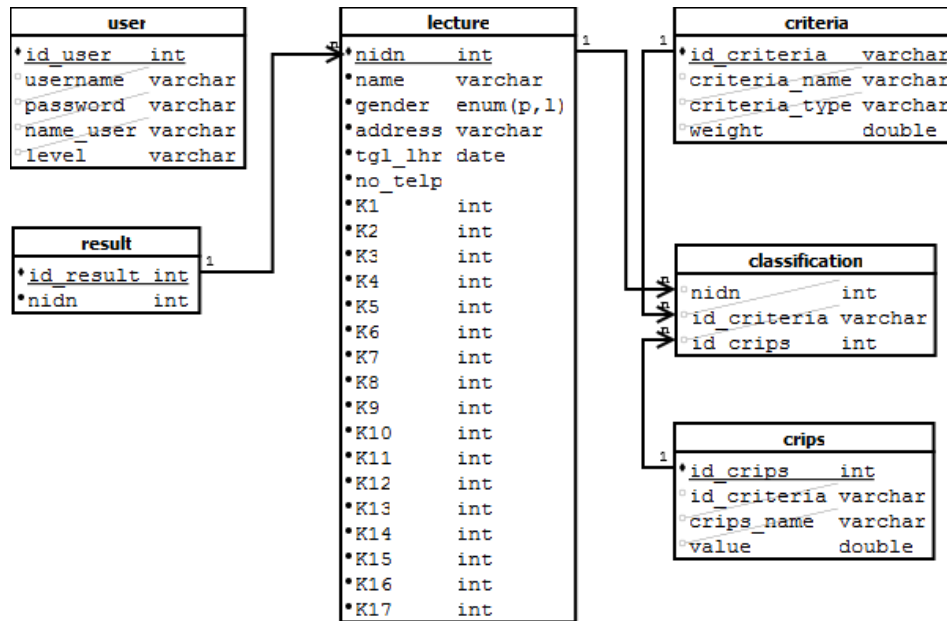 user
id_user int
username varchar
password varchar
name_user varchar
level varchar
result
id_result int
nidn int
1
lecture
nidn int
name varchar
gender enum(p,l)
address varchar
tgl_lhr date
no_telp
K1 int
K2 int
K3 int
K4 int
K5 int
K6 int
K7 int
K8 int
K9 int
K10 int
K11 int
K12 int
K13 int
K14 int
K15 int
K16 int
K17 int
1
1
criteria
id_criteria varchar
criteria_name varchar
criteria_type varchar
weight double
classification
nidn int
id_criteria varchar
id_crips int
1
crips
id_crips int
id_criteria varchar
crips_name varchar
value double